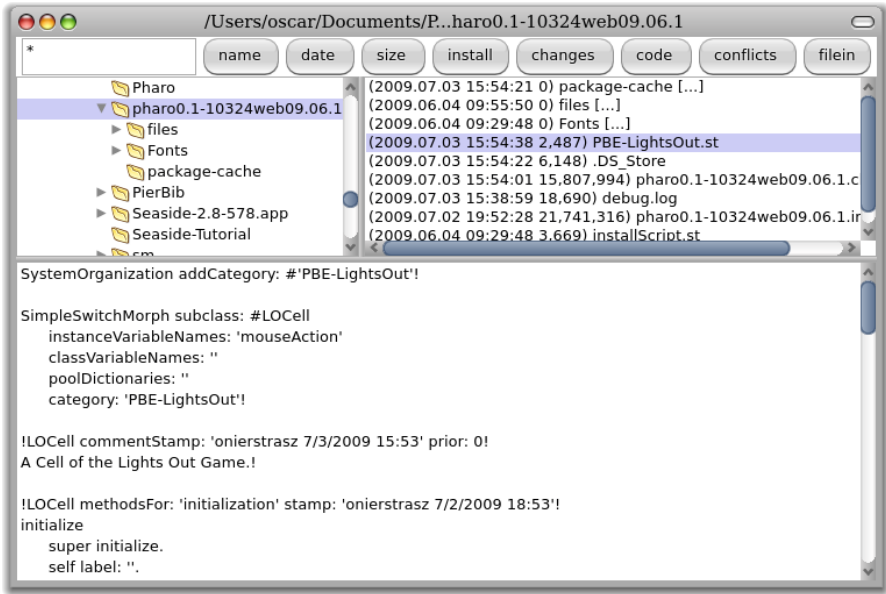 /Users/oscar/Documents/P...haro0.1-10324web09.06.1
*
name date size install changes code conflicts filein
Pharo
pharo0.1-10324web09.06.1
files
Fonts
package-cache
PierBib
Seaside-2.8-578.app
Seaside-Tutorial
sm
(2009.07.03 15:54:21 0) package-cache [...]
(2009.06.04 09:55:50 0) files [...]
(2009.06.04 09:29:48 0) Fonts [...]
(2009.07.03 15:54:38 2,487) PBE-LightsOut.st
(2009.07.03 15:54:22 6,148) .DS_Store
(2009.07.03 15:54:01 15,807,994) pharo0.1-10324web09.06.1.c
(2009.07.03 15:38:59 18,690) debug.log
(2009.07.02 19:52:28 21,741,316) pharo0.1-10324web09.06.1.
(2009.06.04 09:29:48 3,669) installScript.st
SystemOrganization addCategory: #'PBE-LightsOut'!
SimpleSwitchMorph subclass: #LOCell
instanceVariableNames: 'mouseAction'
classVariableNames: ''
poolDictionaries: ''
category: 'PBE-LightsOut'!
!LOCell commentStamp: 'onierstrasz 7/3/2009 15:53' prior: 0!
A Cell of the Lights Out Game.!
!LOCell methodsFor: 'initialization' stamp: 'onierstrasz 7/2/2009 18:53'!
initialize
super initialize.
self label: ''.